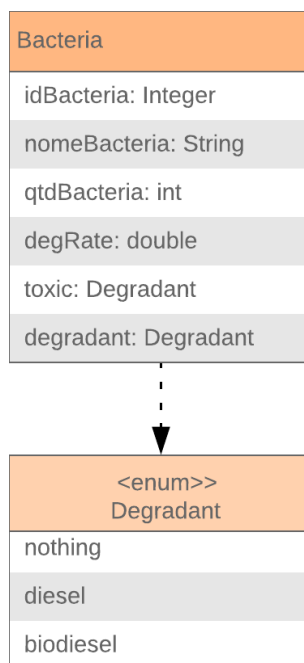 Bacteria
idBacteria: Integer
nomeBacteria: String
qtdBacteria: int
degRate: double
toxic: Degradant
degradant: Degradant
<enum>>
Degradant
nothing
diesel
biodiesel